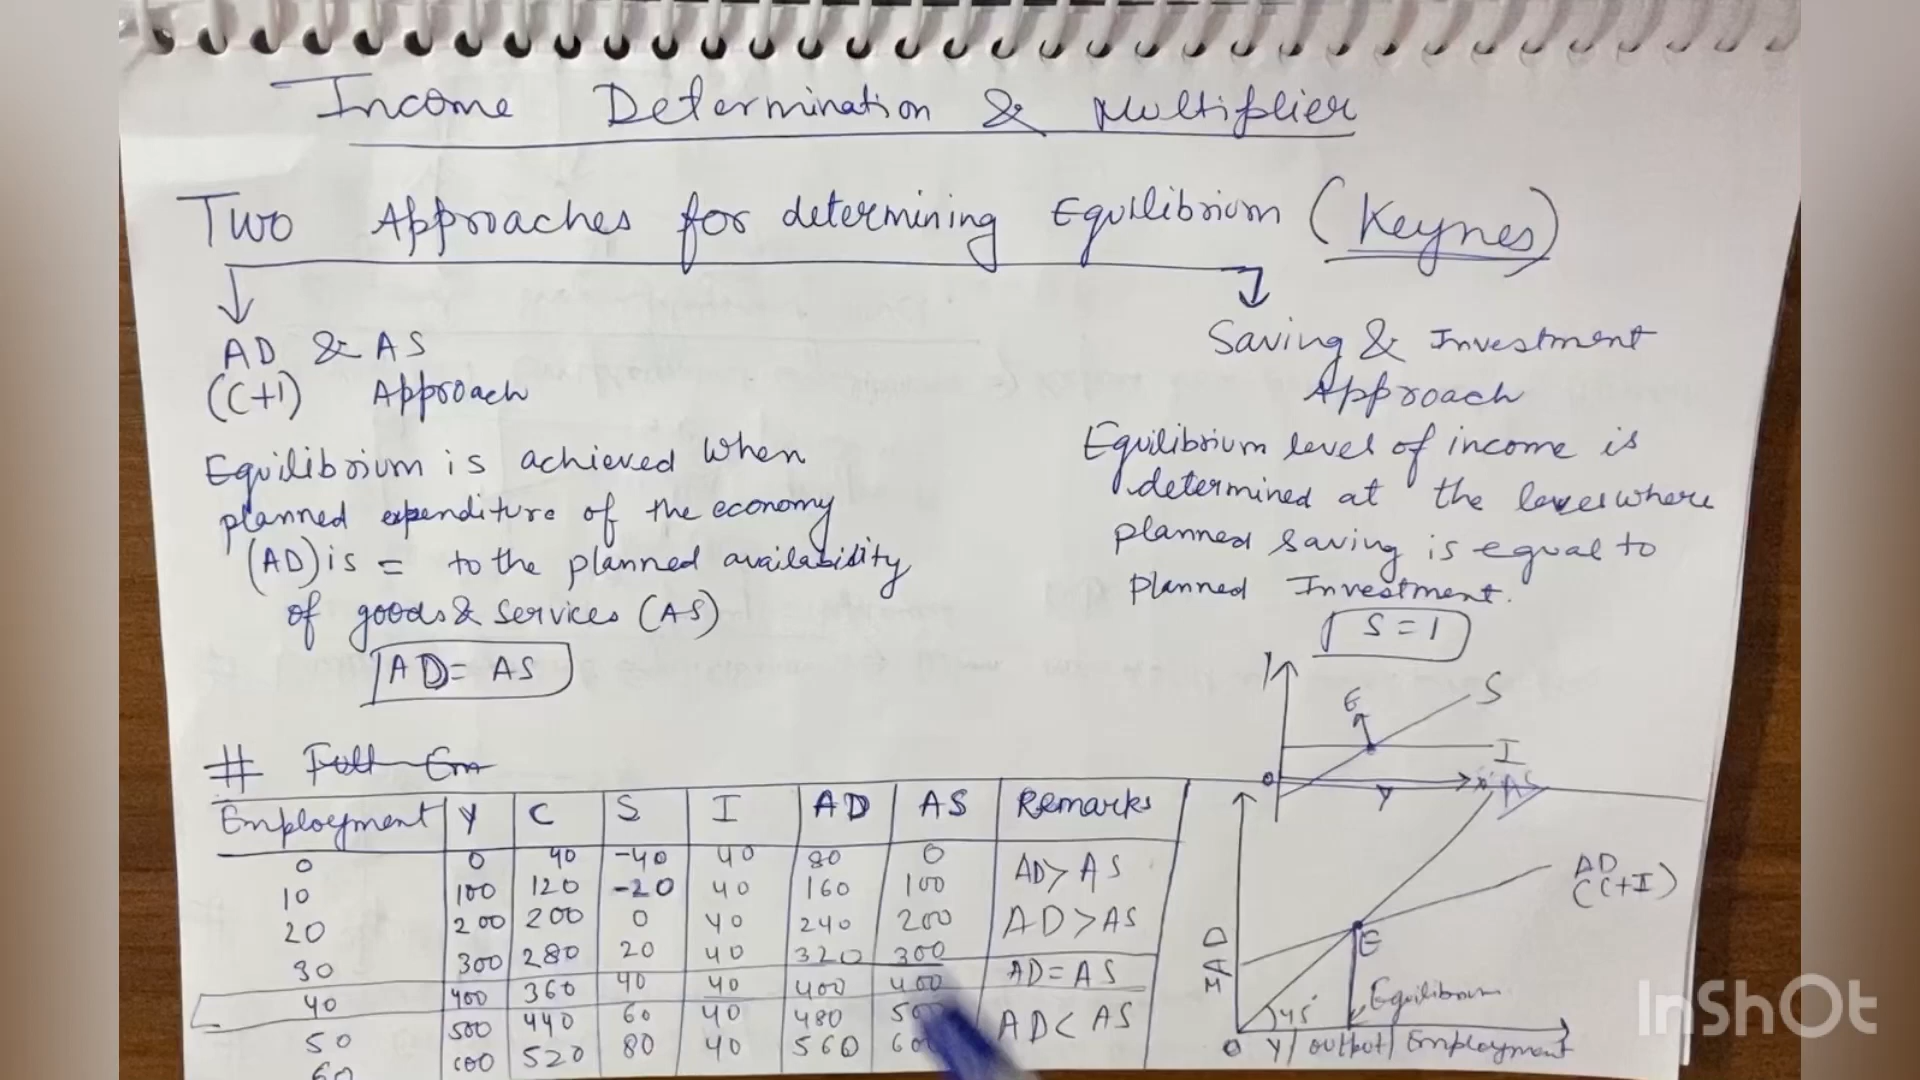 Income Determination & Multiplier
Two Approaches for determining Equilibrium (Keynes)
AD & AS
(C+I) Approach
Equilibrium is achieved when
planned expenditure of the economy
(AD) is = to the planned availability
of goods & services (AS)
AD = AS
Saving & Investment
Approach
Equilibrium level of income is
determined at the level where
planned saving is equal to
planned Investment.
S = I
Y
S
E
I
O
Y
X
# Full Em
Employment Y C S I AD AS Remarks
0 0 40 -40 40 80 0 AD > AS
10 100 120 -20 40 160 100
20 200 200 0 40 240 200 AD > AS
30 300 280 20 40 320 300
40 400 360 40 40 400 400 AD = AS
50 500 440 60 40 480 AD < AS
60 600 520 80 40 560
AS
AD
(C+I)
AD
E
Equilibrium
45°
O Y/output/Employment
InShOt